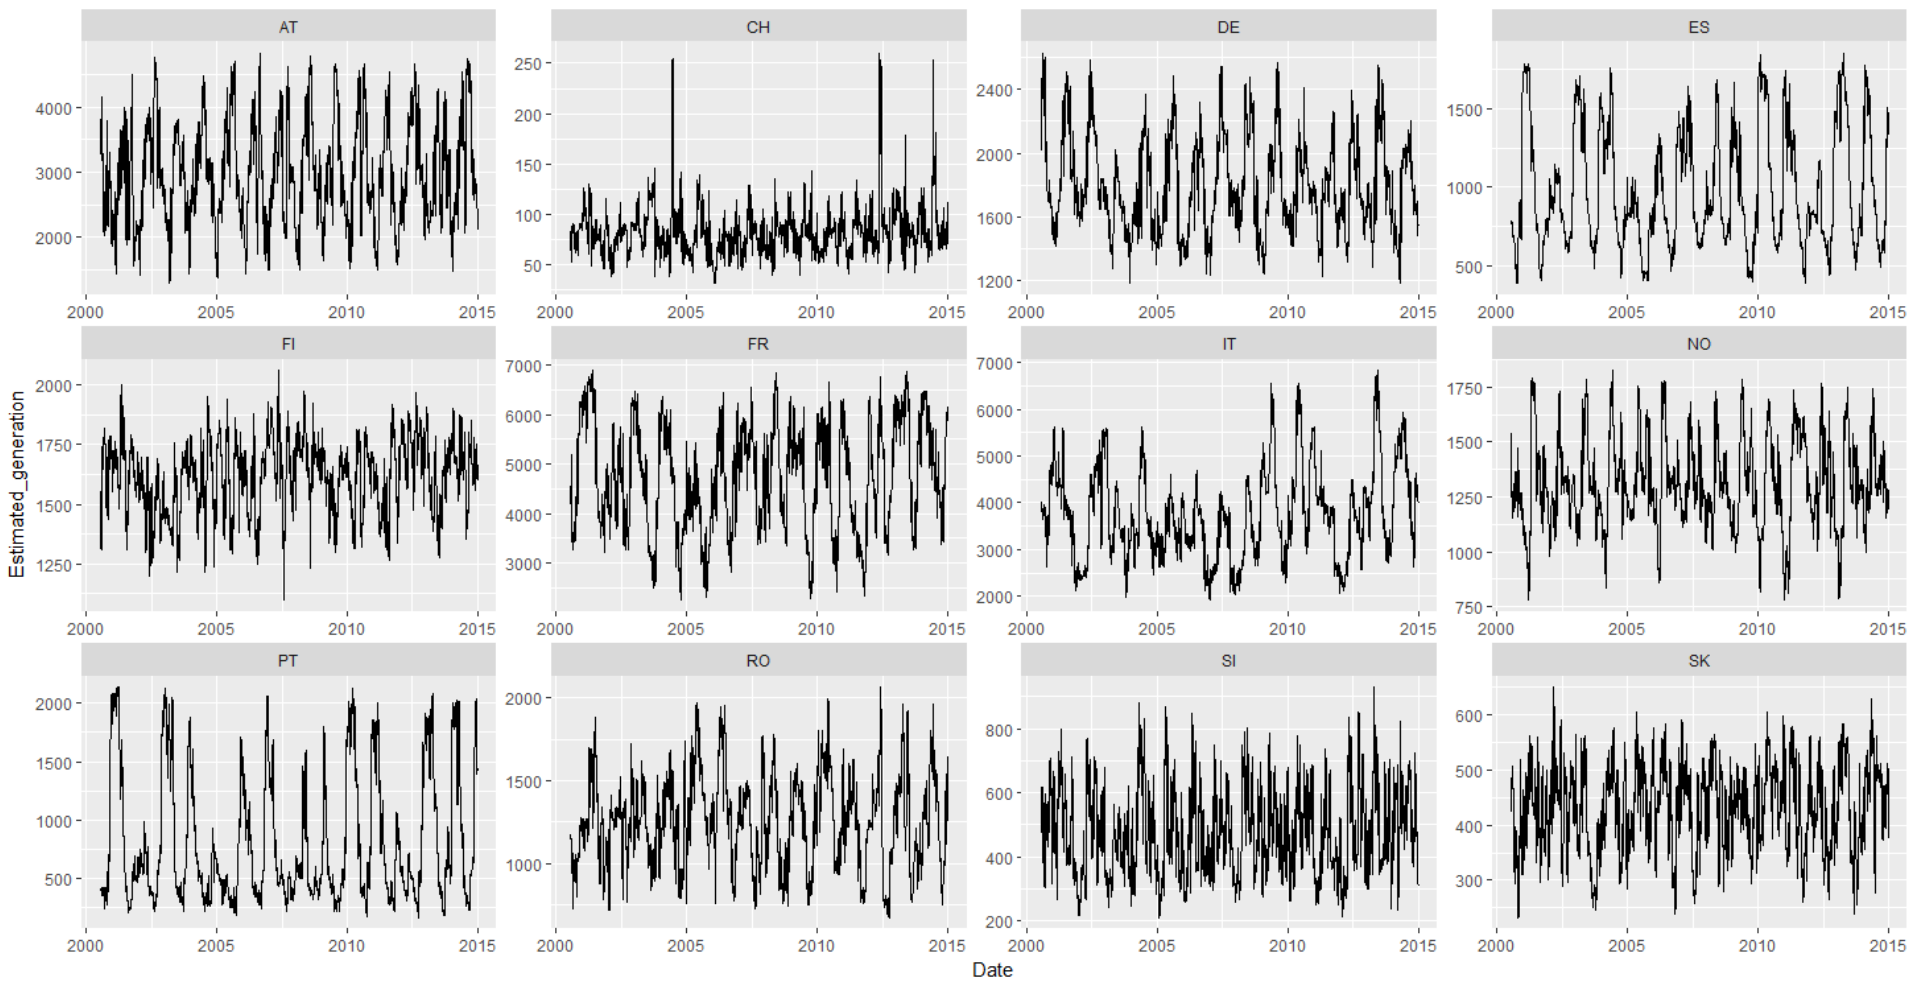 AT CH DE ES
4000 3000 2000
250 200 150 100 50
2400 2000 1600 1200
1500 1000 500
2000 2005 2010 2015 2000 2005 2010 2015 2000 2005 2010 2015 2000 2005 2010 2015
FI FR IT NO
2000 1750 1500 1250
7000 6000 5000 4000 3000
7000 6000 5000 4000 3000 2000
1750 1500 1250 1000 750
2000 2005 2010 2015 2000 2005 2010 2015 2000 2005 2010 2015 2000 2005 2010 2015
Estimated_generation
PT RO SI SK
2000 1500 1000 500
2000 1500 1000
800 600 400 200
600 500 400 300
2000 2005 2010 2015 2000 2005 2010 2015 2000 2005 2010 2015 2000 2005 2010 2015
Date